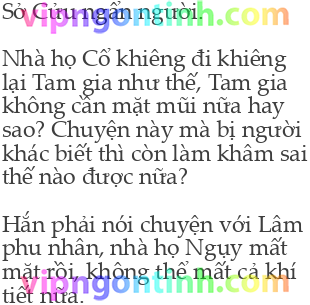 vipngontinh.com
Sở Cửu ngẩn người.
Nhà họ Cổ khiêng đi khiêng
lại Tam gia như thế, Tam gia
không cần mặt mũi nữa hay
sao? Chuyện này mà bị người
khác biết thì còn làm khâm sai
thế nào được nữa?
Hắn phải nói chuyện với Lâm
phu nhân, nhà họ Ngụy mất
mặt rồi, không thể mất cả khí
vipngontinh.com
tiết nữa.